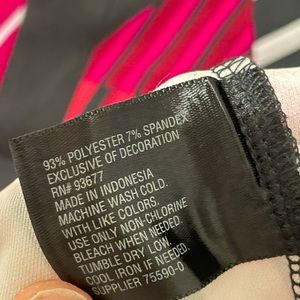 93% POLYESTER 7% SPANDEX
EXCLUSIVE OF DECORATION
RN# 93677
MADE IN INDONESIA
MACHINE WASH COLD.
WITH LIKE COLORS.
USE ONLY NON-CHLORINE
BLEACH WHEN NEEDED.
TUMBLE DRY LOW.
COOL IRON IF NEEDED.
SUPPLIER 75590-0